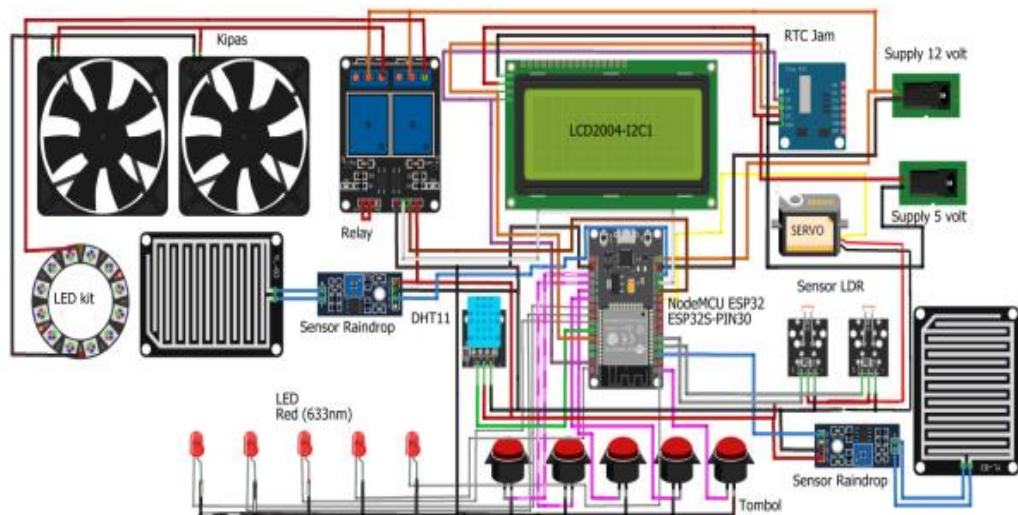 Kipas
RTC Jam
Supply 12 volt
LCD2004-I2C1
Supply 5 volt
Relay
SERVO
LED kit
Sensor Raindrop
DHT11
NodeMCU ESP32
ESP32S-PIN30
Sensor LDR
LED
Red (633nm)
Sensor Raindrop
Tombol